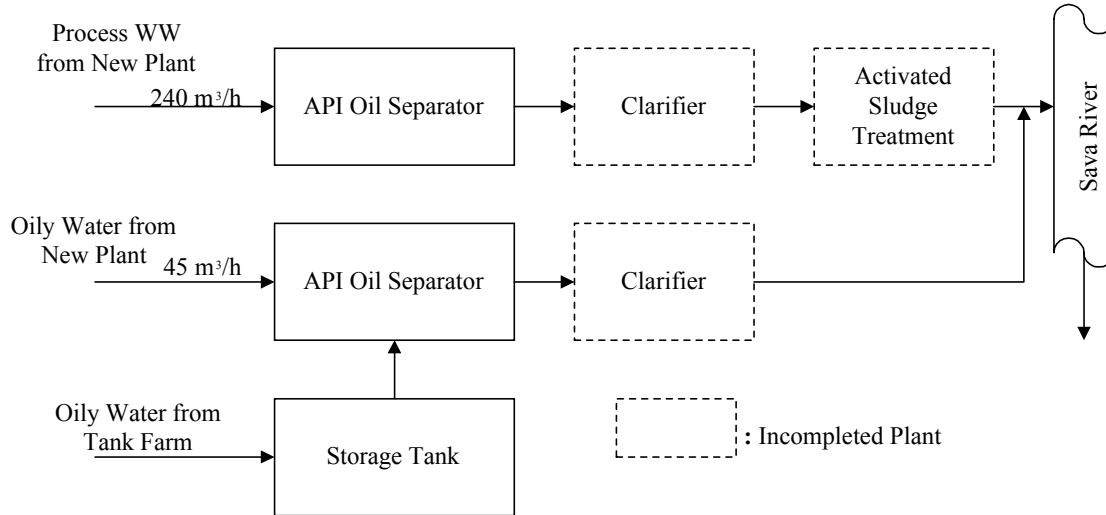 Process WW
from New Plant
240 m³/h
API Oil Separator
Clarifier
Activated
Sludge
Treatment
Sava River
Oily Water from
New Plant
45 m³/h
API Oil Separator
Clarifier
Oily Water from
Tank Farm
Storage Tank
: Incompleted Plant